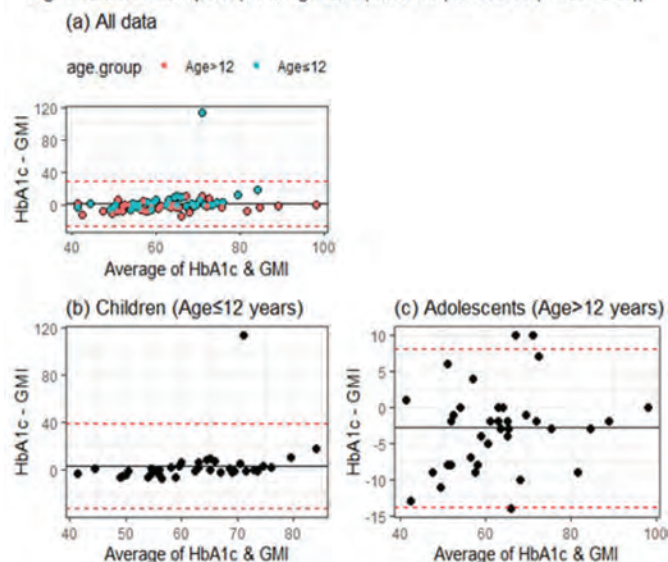 (a) All data
age.group Age>12 Age≤12
HbA1c - GMI
120
80
40
0
40 60 80 100
Average of HbA1c & GMI
(b) Children (Age≤12 years)
HbA1c - GMI
120
80
40
0
40 50 60 70 80
Average of HbA1c & GMI
(c) Adolescents (Age>12 years)
HbA1c - GMI
10
5
0
-5
-10
-15
40 60 80 100
Average of HbA1c & GMI